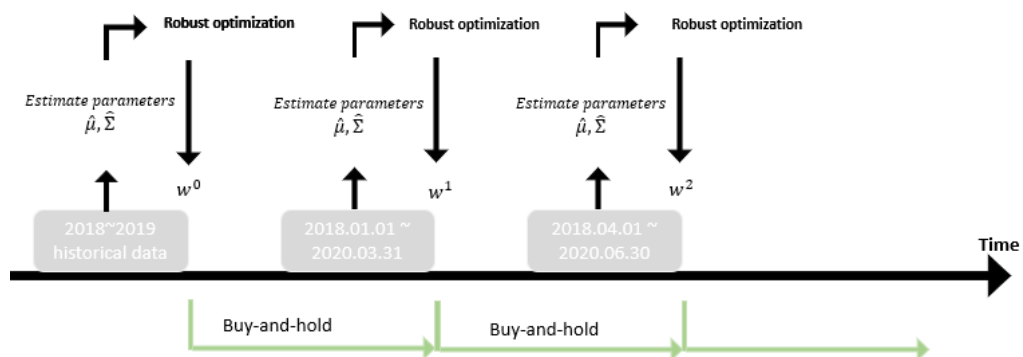 Robust optimization
Robust optimization
Robust optimization
Estimate parameters
μ̂, Σ̂
Estimate parameters
μ̂, Σ̂
Estimate parameters
μ̂, Σ̂
w⁰
w¹
w²
2018~2019
historical data
2018.01.01 ~
2020.03.31
2018.04.01 ~
2020.06.30
Time
Buy-and-hold
Buy-and-hold